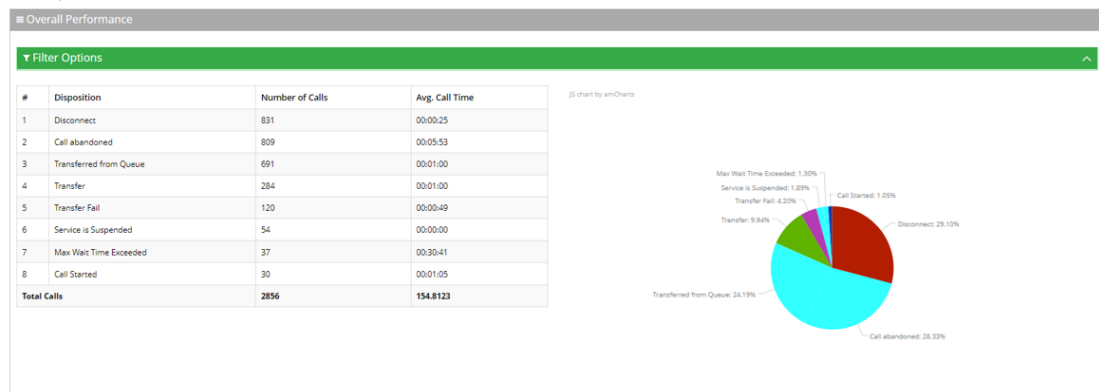 Overall Performance
Filter Options
# Disposition Number of Calls Avg. Call Time
1 Disconnect 831 00:00:25
2 Call abandoned 809 00:05:53
3 Transferred from Queue 691 00:01:00
4 Transfer 284 00:01:00
5 Transfer Fail 120 00:00:49
6 Service is Suspended 54 00:00:00
7 Max Wait Time Exceeded 37 00:30:41
8 Call Started 30 00:01:05
Total Calls 2856 154.8123
JS chart by amCharts
Max Wait Time Exceeded: 1.30%
Service is Suspended: 1.89%
Call Started: 1.05%
Transfer Fail: 4.20%
Transfer: 9.94%
Disconnect: 29.10%
Transferred from Queue: 24.19%
Call abandoned: 28.33%